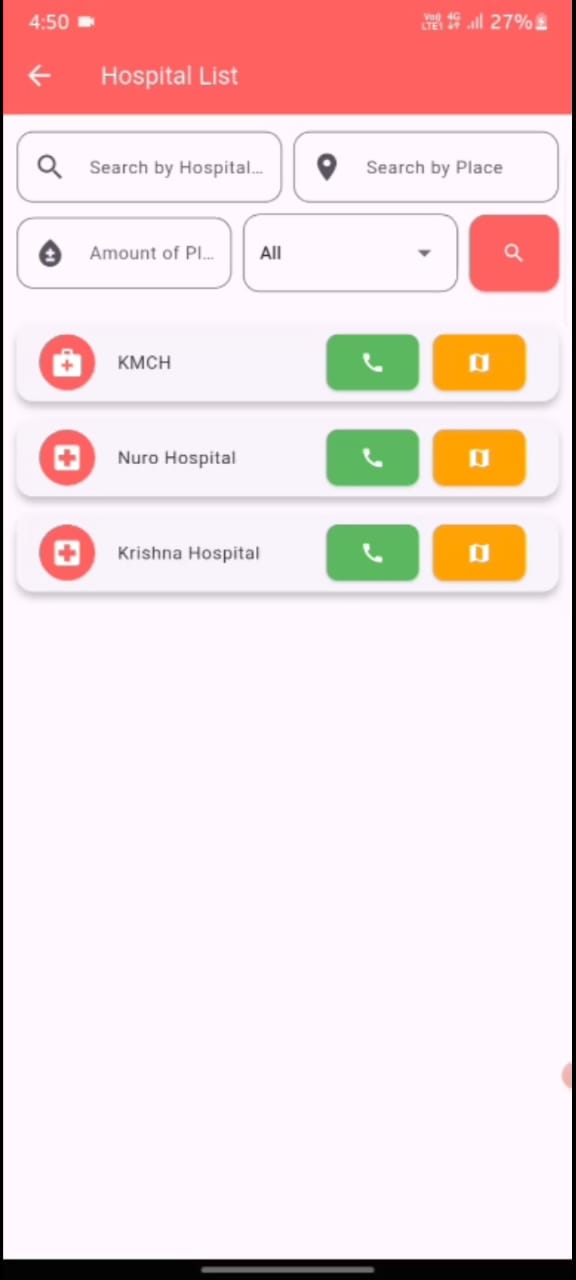 4:50 Vo) 4G LTE1 27%
Hospital List
Search by Hospital... Search by Place
Amount of Pl... All
KMCH
Nuro Hospital
Krishna Hospital